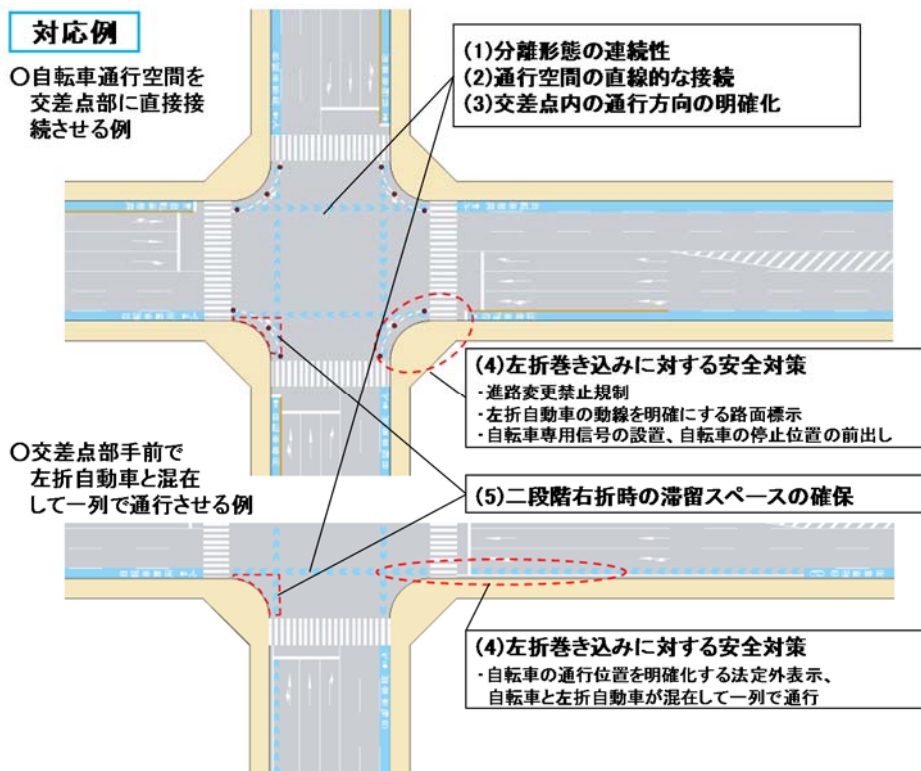 対応例
○自転車通行空間を
交差点部に直接接
続させる例
(1)分離形態の連続性
(2)通行空間の直線的な接続
(3)交差点内の通行方向の明確化
(4)左折巻き込みに対する安全対策
・進路変更禁止規制
・左折自動車の動線を明確にする路面標示
・自転車専用信号の設置、自転車の停止位置の前出し
○交差点部手前で
左折自動車と混在
して一列で通行させる例
(5)二段階右折時の滞留スペースの確保
(4)左折巻き込みに対する安全対策
・自転車の通行位置を明確化する法定外表示、
自転車と左折自動車が混在して一列で通行